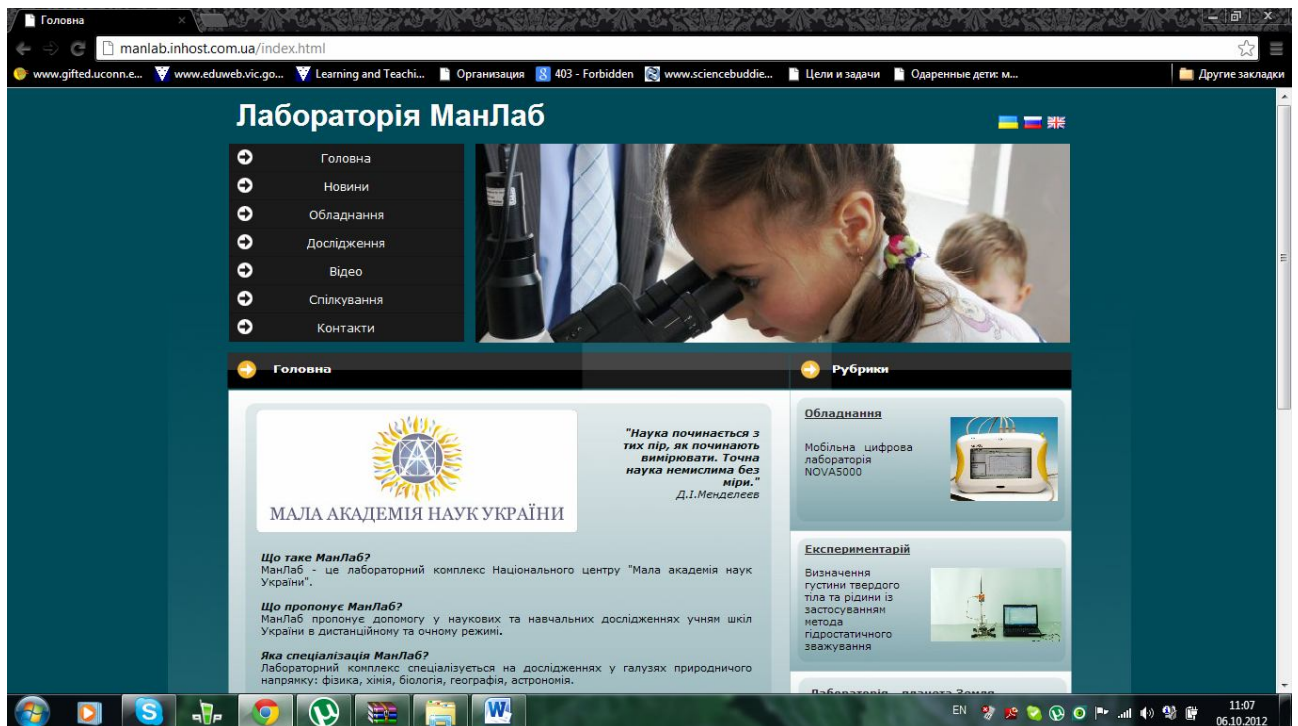 Головна
manlab.inhost.com.ua/index.html
www.gifted.uconn.e... www.eduweb.vic.go... Learning and Teachi... Организация 403 - Forbidden www.sciencebuddie... Цели и задачи Одаренные дети: м... Другие закладки
Лабораторія МанЛаб
Головна
Новини
Обладнання
Дослідження
Відео
Спілкування
Контакти
Головна
"Наука починається з
тих пір, як починають
вимірювати. Точна
наука немислима без
міри."
Д.І.Менделеев
МАЛА АКАДЕМІЯ НАУК УКРАЇНИ
Що таке МанЛаб?
МанЛаб - це лабораторний комплекс Національного центру "Мала академія наук
України".
Що пропонує МанЛаб?
МанЛаб пропонує допомогу у наукових та навчальних дослідженнях учням шкіл
України в дистанційному та очному режимі.
Яка спеціалізація МанЛаб?
Лабораторний комплекс спеціалізується на дослідженнях у галузях природничого
напрямку: фізика, хімія, біологія, географія, астрономія.
Рубрики
Обладнання
Мобільна цифрова
лабораторія
NOVA5000
Експериментарій
Визначення
густини твердого
тіла та рідини із
застосуванням
метода
гідростатичного
зважування
Лабораторія - планета Земля
EN
11:07
06.10.2012